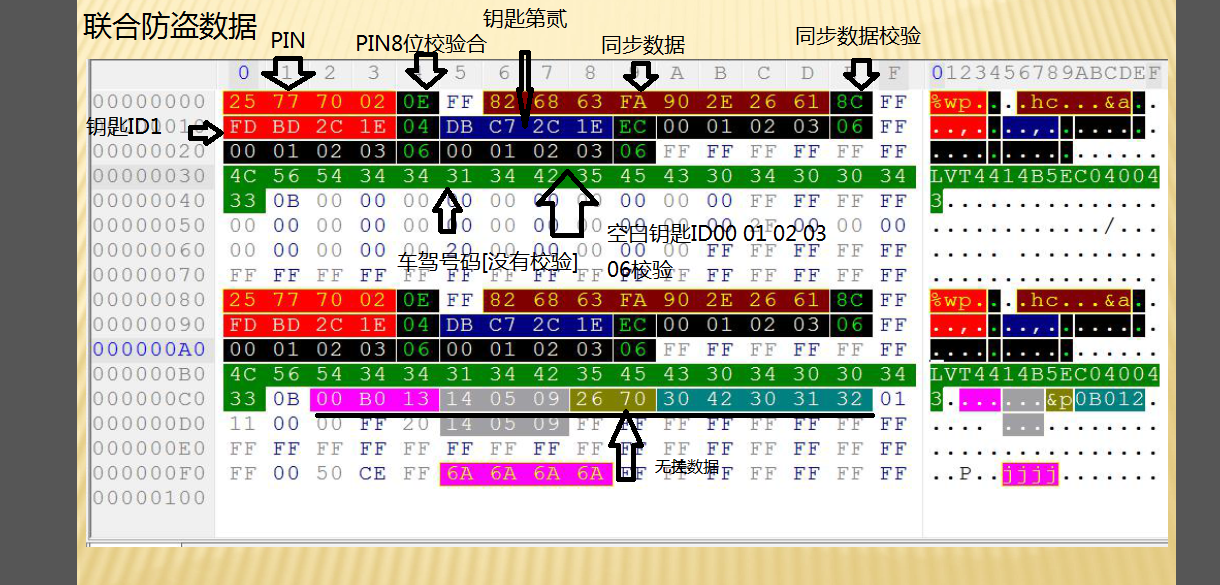 联合防盗数据
PIN
PIN8位校验合
钥匙第贰
同步数据
同步数据校验
0 1 2 3 5 6 7 8 9 A B C D E F 0123456789ABCDEF
00000000 25 77 70 02 0E FF 82 68 63 FA 90 2E 26 61 8C FF %wp....hc...&a..
钥匙ID1
00000010 FD BD 2C 1E 04 DB C7 2C 1E EC 00 01 02 03 06 FF ..,....,........
00000020 00 01 02 03 06 00 01 02 03 06 FF FF FF FF FF FF ................
00000030 4C 56 54 34 34 31 34 42 35 45 43 30 34 30 30 34 LVT4414B5EC04004
00000040 33 0B 00 00 00 00 00 00 00 00 00 00 FF FF FF FF 3...............
00000050 00 00 00 00 00 00 00 00 00 00 00 2F 00 00 00 ............/...
空白钥匙ID00 01 02 03
00000060 00 00 00 00 00 20 00 00 00 00 00 FF FF FF FF FF ................
车驾号码[没有校验]
06校验
00000070 FF FF FF FF FF FF FF FF FF FF FF FF FF FF FF ................
00000080 25 77 70 02 0E FF 82 68 63 FA 90 2E 26 61 8C FF %wp....hc...&a..
00000090 FD BD 2C 1E 04 DB C7 2C 1E EC 00 01 02 03 06 FF ..,....,........
000000A0 00 01 02 03 06 00 01 02 03 06 FF FF FF FF FF FF ................
000000B0 4C 56 54 34 34 31 34 42 35 45 43 30 34 30 30 34 LVT4414B5EC04004
000000C0 33 0B 00 B0 13 14 05 09 26 70 30 42 30 31 32 01 3.......&p0B012.
000000D0 11 00 00 FF 20 14 05 09 FF FF FF FF FF FF FF FF .... ...........
000000E0 FF FF FF FF FF FF FF FF FF FF FF FF FF FF FF ................
无关数据
000000F0 FF 00 50 CE FF 6A 6A 6A 6A FF FF FF FF FF FF FF ..P..jjjj.......
00000100